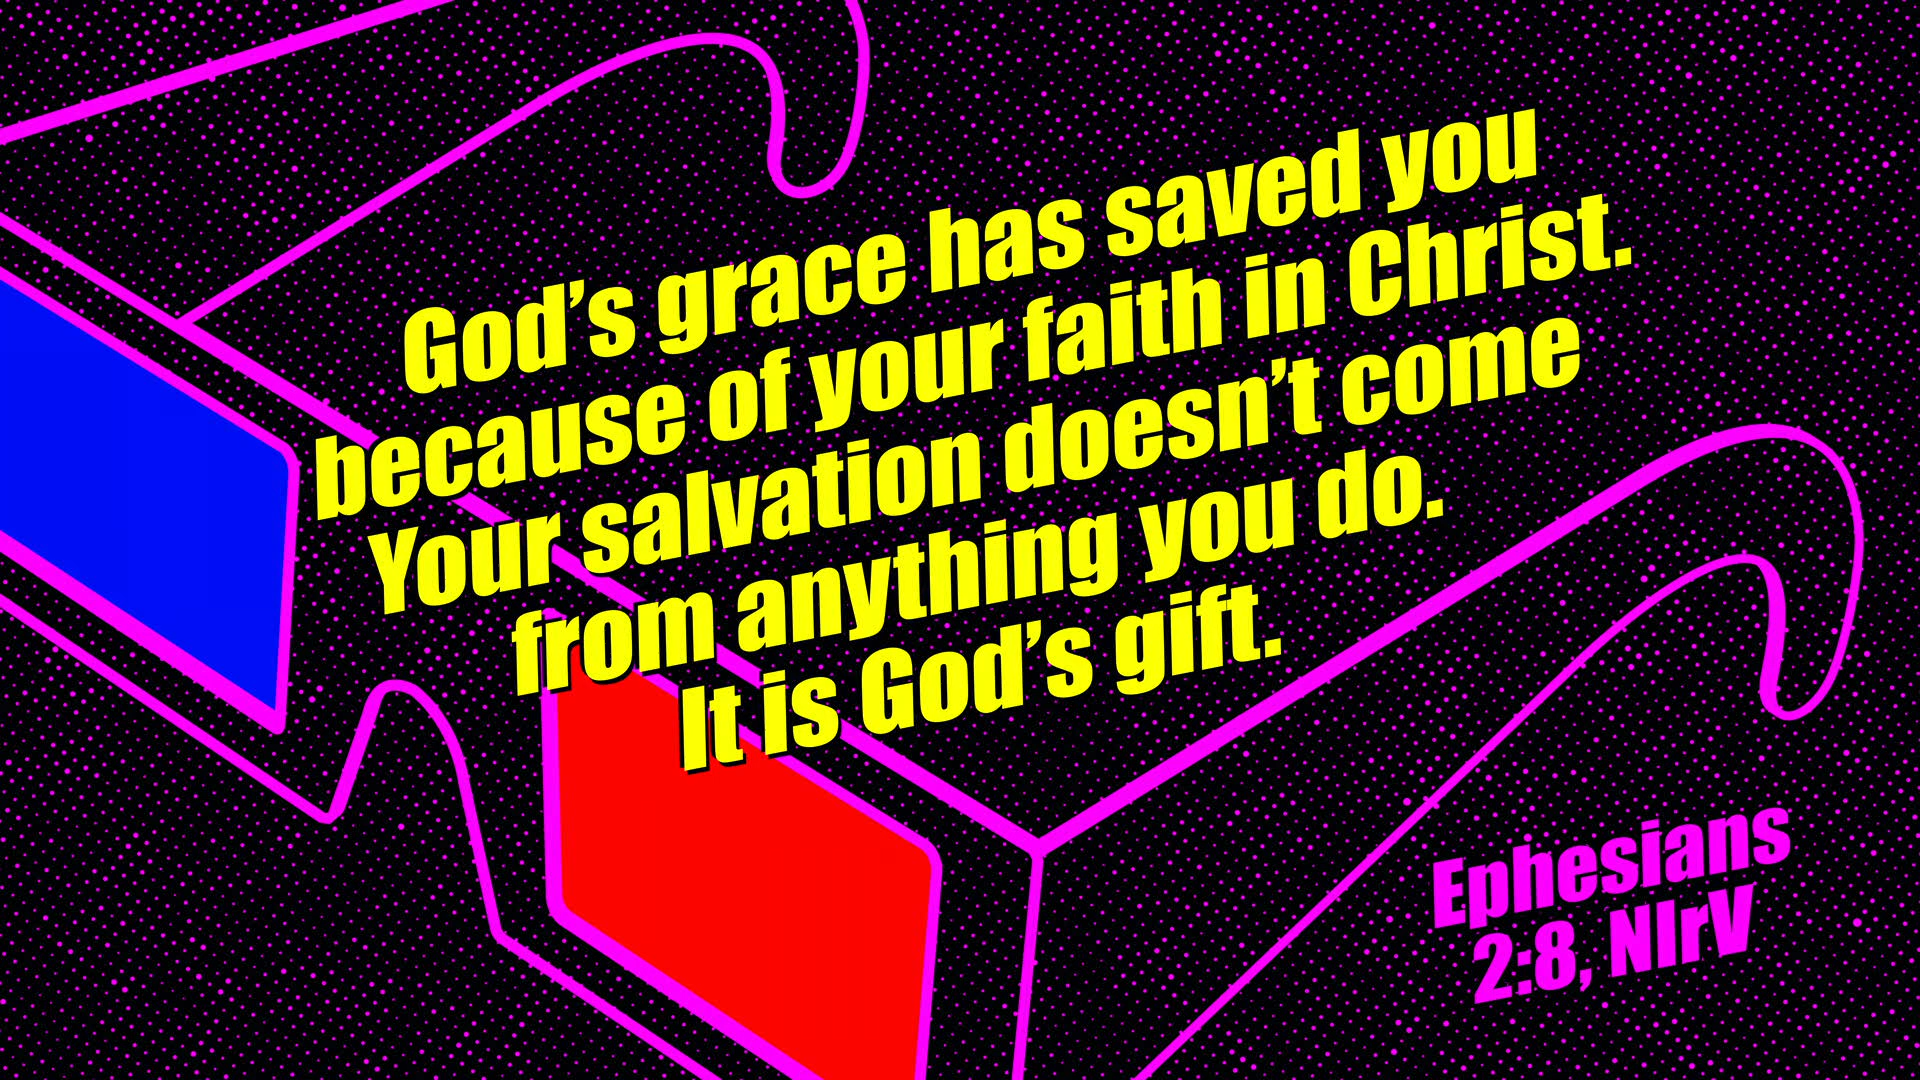 God’s grace has saved you
because of your faith in Christ.
Your salvation doesn’t come
from anything you do.
It is God’s gift.
Ephesians
2:8, NIrV